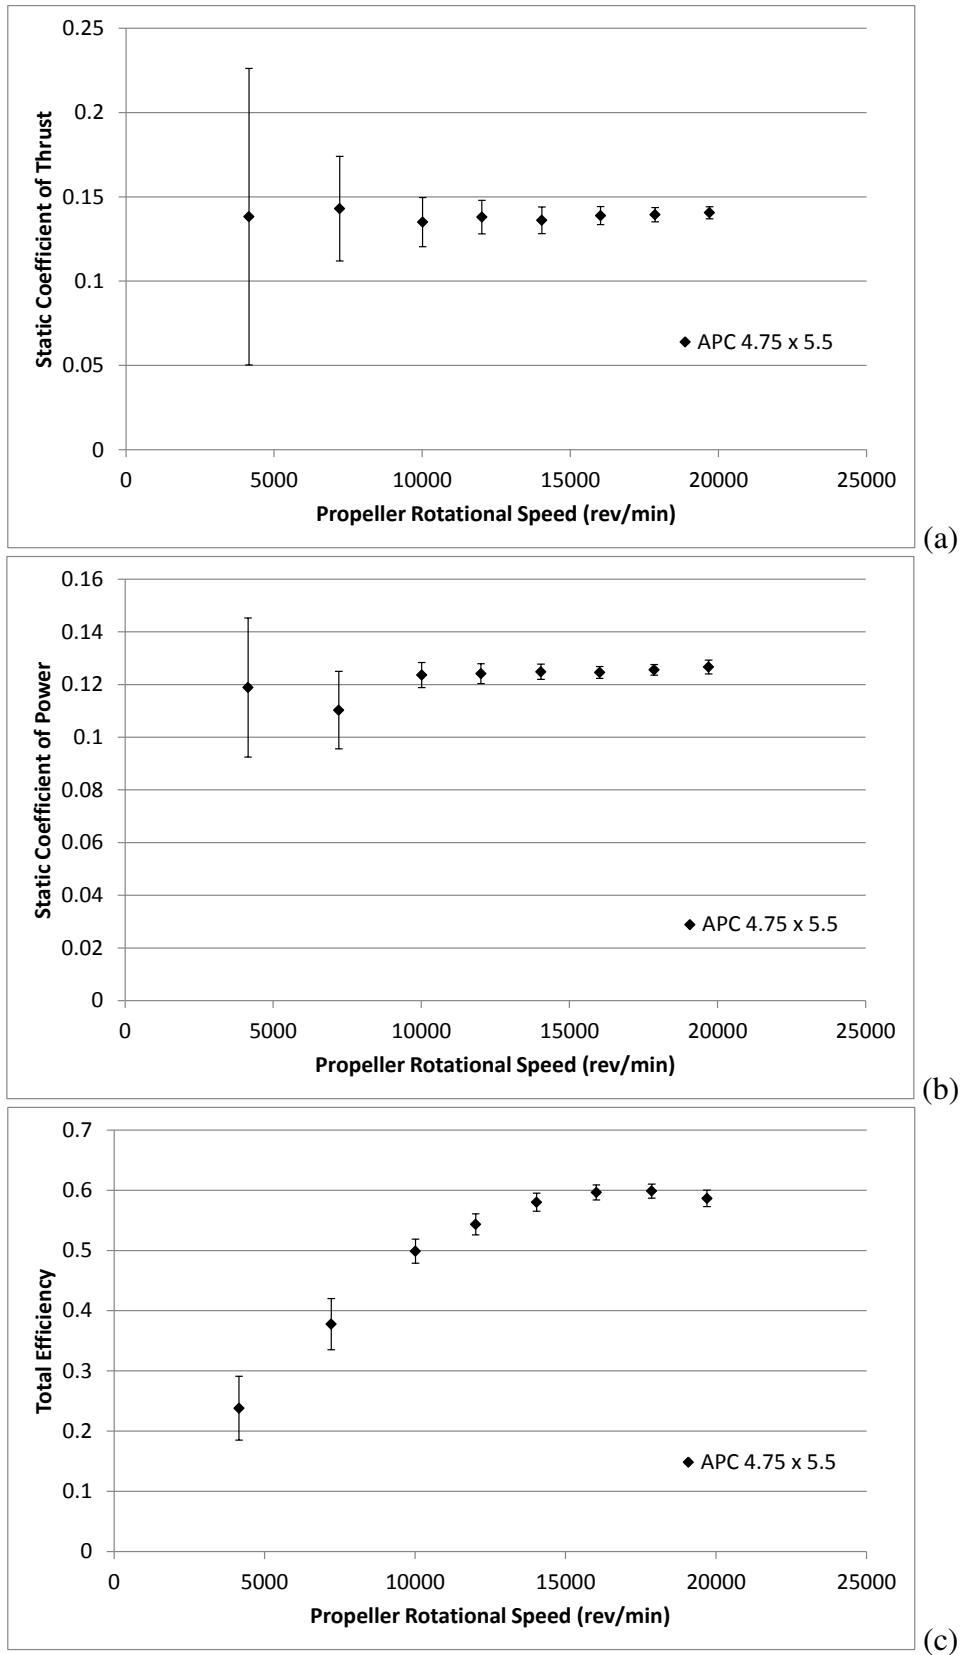 0.25
0.2
0.15
0.1
0.05
0
Static Coefficient of Thrust
APC 4.75 x 5.5
0 5000 10000 15000 20000 25000
Propeller Rotational Speed (rev/min)
(a)
0.16
0.14
0.12
0.1
0.08
0.06
0.04
0.02
0
Static Coefficient of Power
APC 4.75 x 5.5
0 5000 10000 15000 20000 25000
Propeller Rotational Speed (rev/min)
(b)
0.7
0.6
0.5
0.4
0.3
0.2
0.1
0
Total Efficiency
APC 4.75 x 5.5
0 5000 10000 15000 20000 25000
Propeller Rotational Speed (rev/min)
(c)